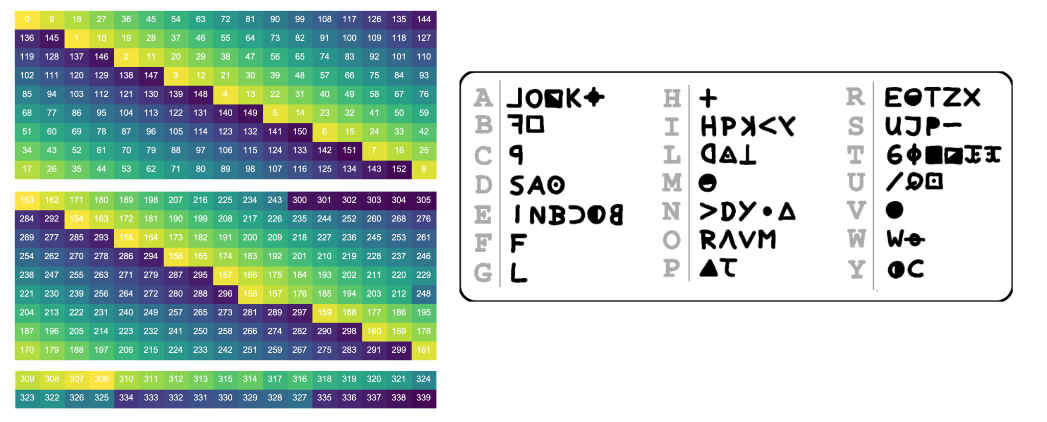 0 9 18 27 36 45 54 63 72 81 90 99 108 117 126 135 144
136 145 1 10 19 28 37 46 55 64 73 82 91 100 109 118 127
119 128 137 146 2 11 20 29 38 47 56 65 74 83 92 101 110
102 111 120 129 138 147 3 12 21 30 39 48 57 66 75 84 93
85 94 103 112 121 130 139 148 4 13 22 31 40 49 58 67 76
68 77 86 95 104 113 122 131 140 149 5 14 23 32 41 50 59
51 60 69 78 87 96 105 114 123 132 141 150 6 15 24 33 42
34 43 52 61 70 79 88 97 106 115 124 133 142 151 7 16 25
17 26 35 44 53 62 71 80 89 98 107 116 125 134 143 152 8
153 162 171 180 189 198 207 216 225 234 243 300 301 302 303 304 305
284 292 154 163 172 181 190 199 208 217 226 235 244 252 260 268 276
269 277 285 293 155 164 173 182 191 200 209 218 227 236 245 253 261
254 262 270 278 286 294 156 165 174 183 192 201 210 219 228 237 246
238 247 255 263 271 279 287 295 157 166 175 184 193 202 211 220 229
221 230 239 256 264 272 280 288 296 158 167 176 185 194 203 212 248
204 213 222 231 240 249 257 265 273 281 289 297 159 168 177 186 195
187 196 205 214 223 232 241 250 258 266 274 282 290 298 160 169 178
170 179 188 197 206 215 224 233 242 251 259 267 275 283 291 299 161
309 308 307 306 310 311 312 313 315 314 316 317 318 319 320 321 324
323 322 326 325 334 333 332 331 330 329 328 327 335 336 337 338 339
A ⅃O◩K⌖
B ꟻ□
C ꟼ
D SAʘ
E INBↃ◐𐐒
F F
G L
H +
I HPꓘ<Y
L ᗡ◬⊥
M ◒
N >DY•∆
O RΛVM
P ▲Ʈ
R E⊖TZX
S UJP–
T 6ϕ■◪
U /⊡
V ●
W W⦵
Y ◐C